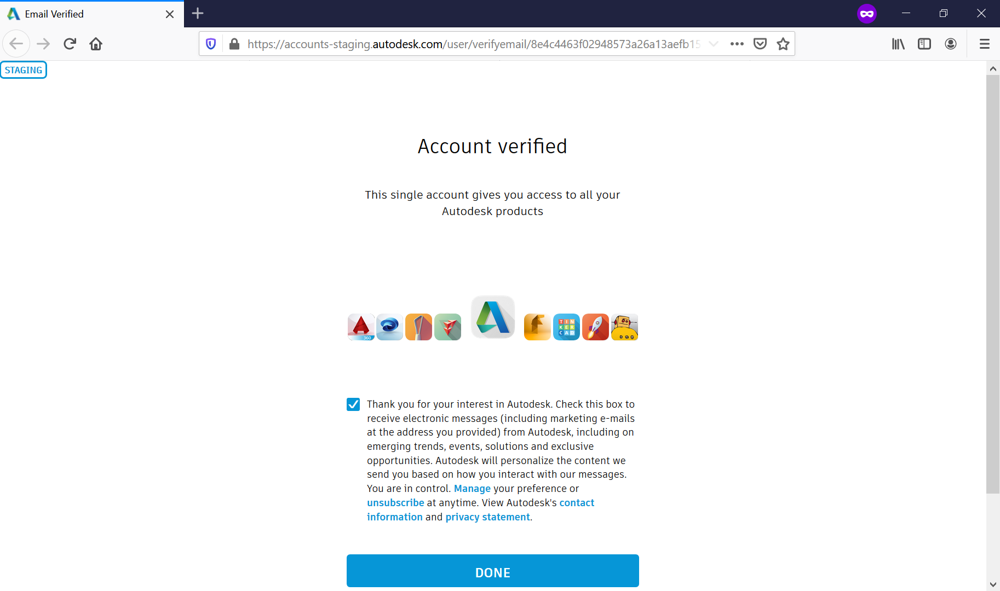 Email Verified
https://accounts-staging.autodesk.com/user/verifyemail/8e4c4463f02948573a26a13aefb15
STAGING
Account verified
This single account gives you access to all your
Autodesk products
360
TIN
KER
CAD
Thank you for your interest in Autodesk. Check this box to
receive electronic messages (including marketing e-mails
at the address you provided) from Autodesk, including on
emerging trends, events, solutions and exclusive
opportunities. Autodesk will personalize the content we
send you based on how you interact with our messages.
You are in control. Manage your preference or
unsubscribe at anytime. View Autodesk's contact
information and privacy statement.
DONE